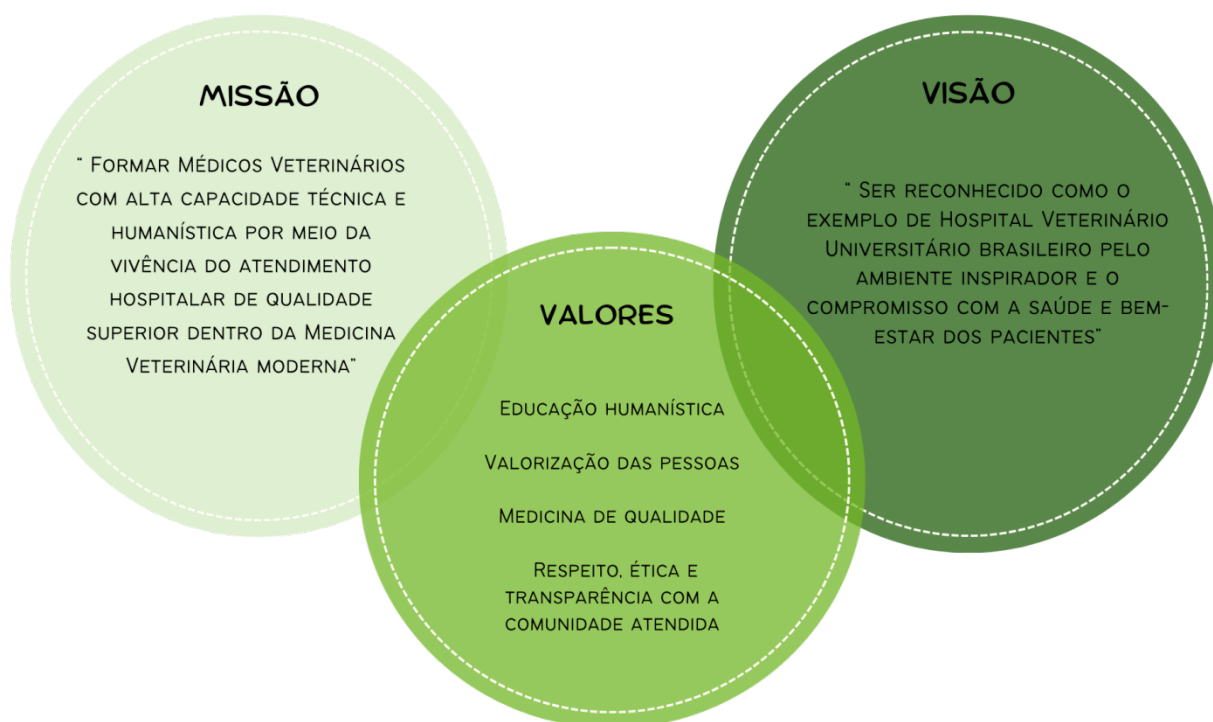 MISSÃO
" Formar Médicos Veterinários
com alta capacidade técnica e
humanística por meio da
vivência do atendimento
hospitalar de qualidade
superior dentro da Medicina
Veterinária moderna"
VALORES
Educação humanística
Valorização das pessoas
Medicina de qualidade
Respeito, ética e
transparência com a
comunidade atendida
VISÃO
" Ser reconhecido como o
exemplo de Hospital Veterinário
Universitário brasileiro pelo
ambiente inspirador e o
compromisso com a saúde e bem-
estar dos pacientes"